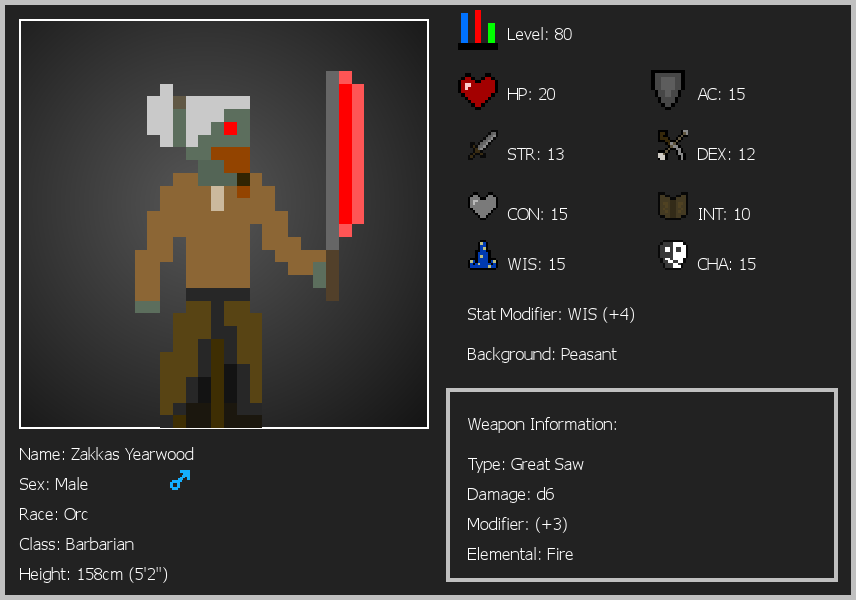 Level: 80
HP: 20
AC: 15
STR: 13
DEX: 12
CON: 15
INT: 10
WIS: 15
CHA: 15
Stat Modifier: WIS (+4)
Background: Peasant
Weapon Information:
Type: Great Saw
Damage: d6
Modifier: (+3)
Elemental: Fire
Name: Zakkas Yearwood
Sex: Male
Race: Orc
Class: Barbarian
Height: 158cm (5'2")